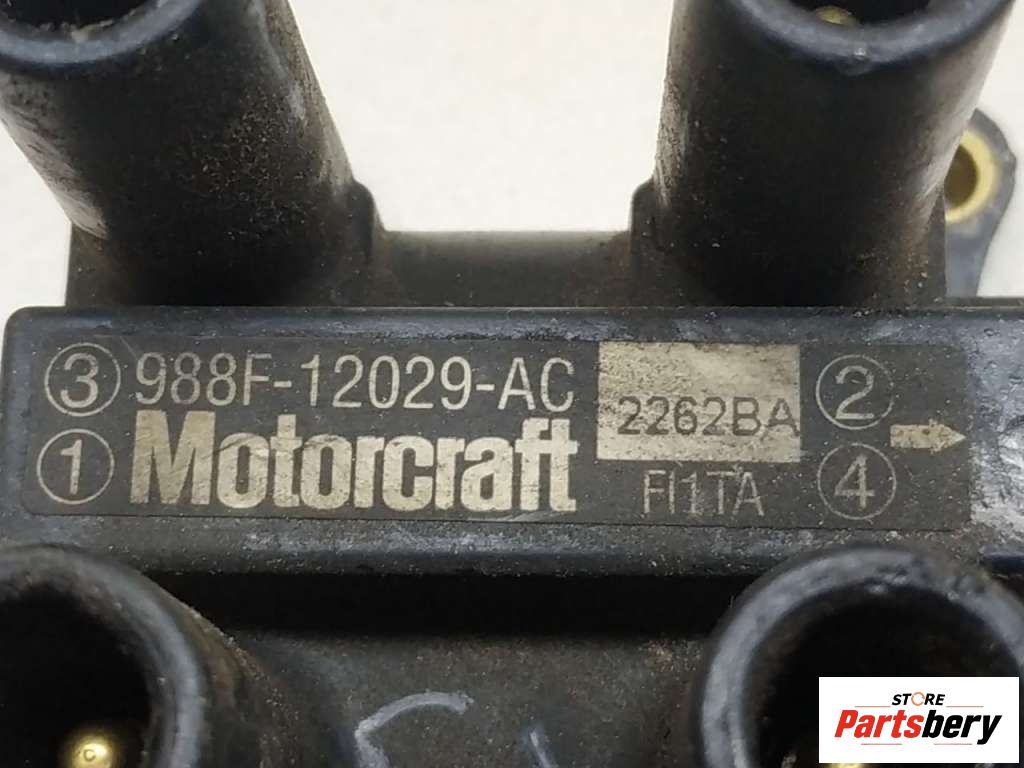 ③ 988F-12029-AC ②
2262BA
① Motorcraft
FI1TA ④
STORE
Partsbery